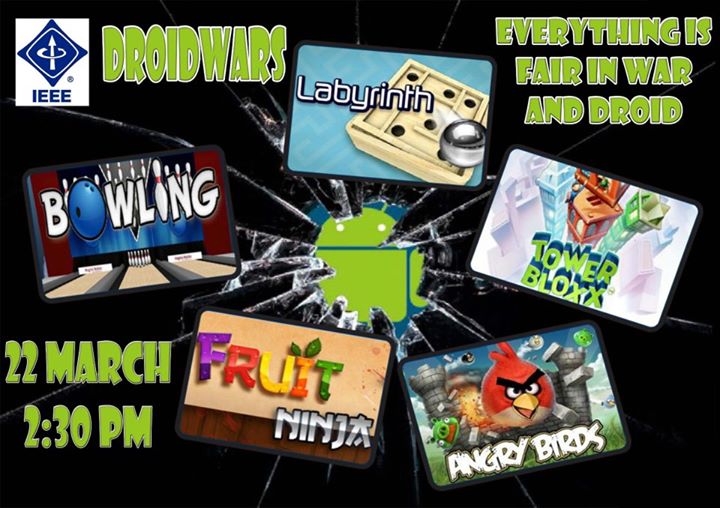 IEEE
®
DROIDWARS
EVERYTHING IS
FAIR IN WAR
AND DROID
Labyrinth
BOWLING
TOWER
BLOXX
22 MARCH
2:30 PM
FRUIT
NINJA
ANGRY BIRDS